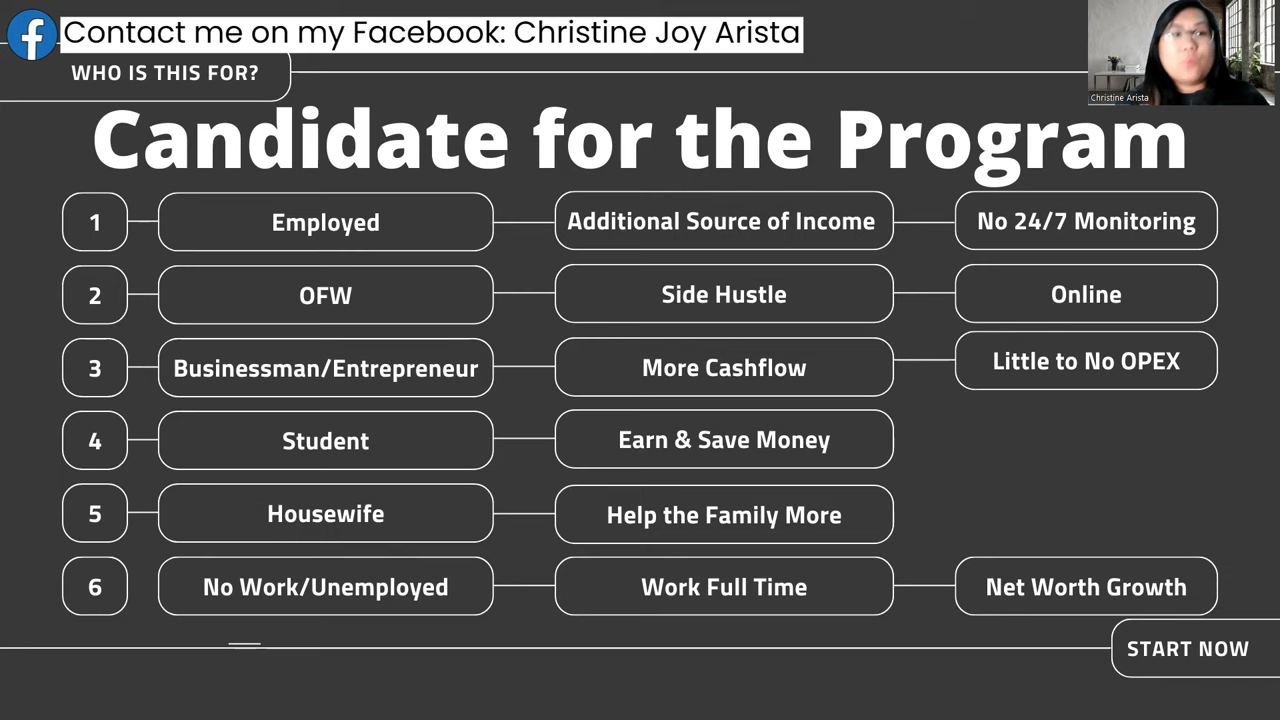 Contact me on my Facebook: Christine Joy Arista
WHO IS THIS FOR?
Christine Arista
Candidate for the Program
1 Employed Additional Source of Income No 24/7 Monitoring
2 OFW Side Hustle Online
3 Businessman/Entrepreneur More Cashflow Little to No OPEX
4 Student Earn & Save Money
5 Housewife Help the Family More
6 No Work/Unemployed Work Full Time Net Worth Growth
START NOW